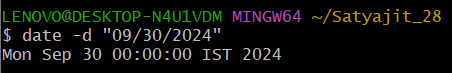 LENOVO@DESKTOP-N4U1VDM MINGW64 ~/Satyajit_28
$ date -d "09/30/2024"
Mon Sep 30 00:00:00 IST 2024